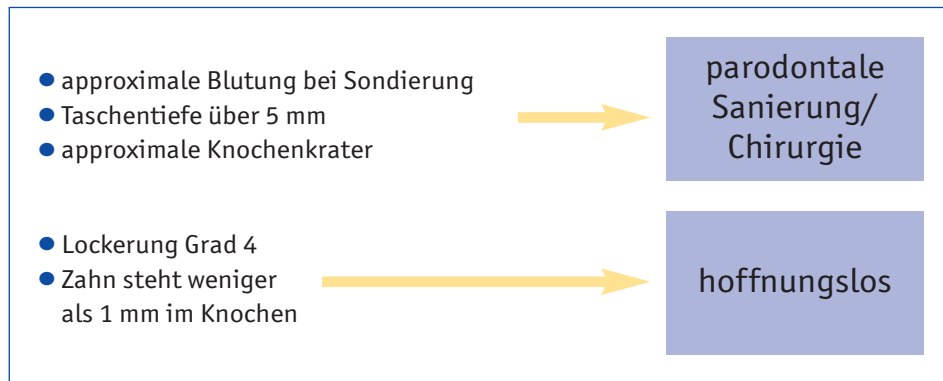 ● approximale Blutung bei Sondierung
● Taschentiefe über 5 mm
● approximale Knochenkrater
parodontale
Sanierung/
Chirurgie
● Lockerung Grad 4
● Zahn steht weniger
als 1 mm im Knochen
hoffnungslos